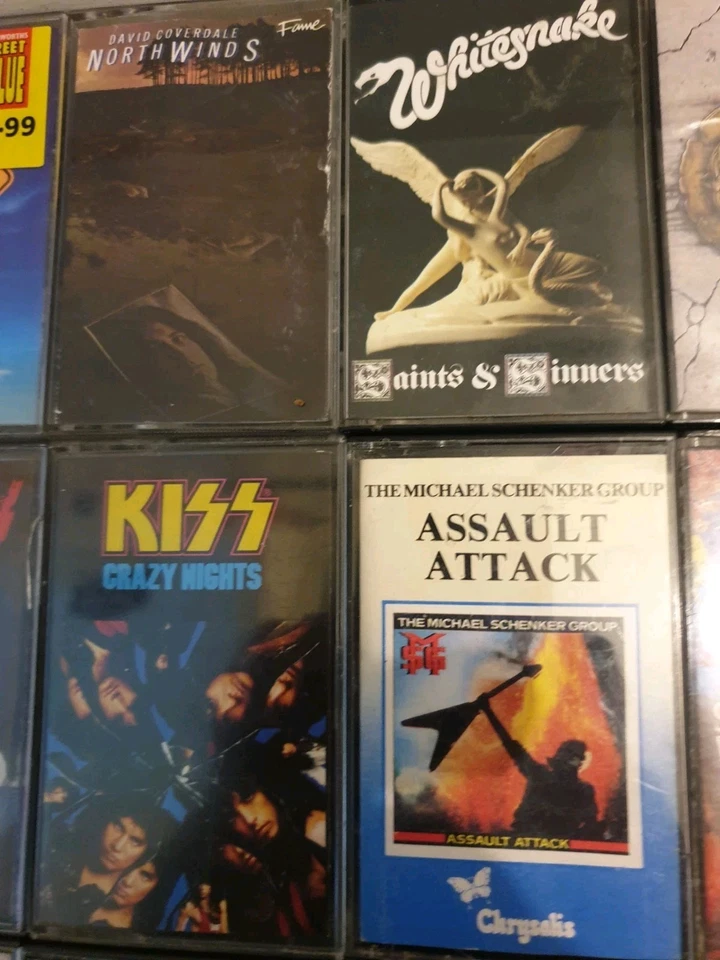 DAVID COVERDALE
NORTHWINDS
Fame
Whitesnake
-99
Saints & Sinners
KISS
CRAZY NIGHTS
THE MICHAEL SCHENKER GROUP
ASSAULT
ATTACK
THE MICHAEL SCHENKER GROUP
MSG
ASSAULT ATTACK
Chrysalis